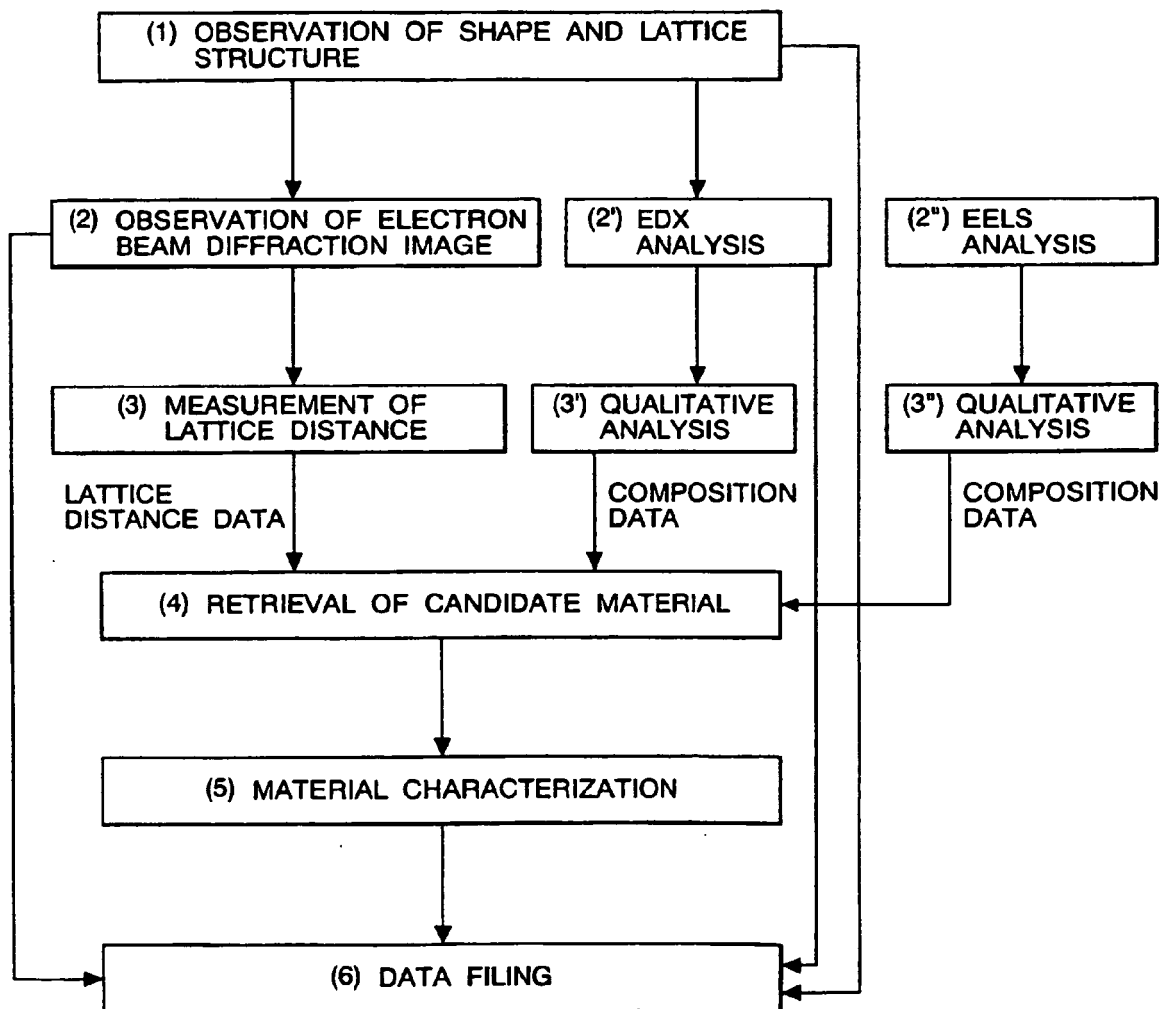 (1) OBSERVATION OF SHAPE AND LATTICE
STRUCTURE
(2) OBSERVATION OF ELECTRON
BEAM DIFFRACTION IMAGE
(2') EDX
ANALYSIS
(2") EELS
ANALYSIS
(3) MEASUREMENT OF
LATTICE DISTANCE
(3') QUALITATIVE
ANALYSIS
(3") QUALITATIVE
ANALYSIS
LATTICE
DISTANCE DATA
COMPOSITION
DATA
COMPOSITION
DATA
(4) RETRIEVAL OF CANDIDATE MATERIAL
(5) MATERIAL CHARACTERIZATION
(6) DATA FILING